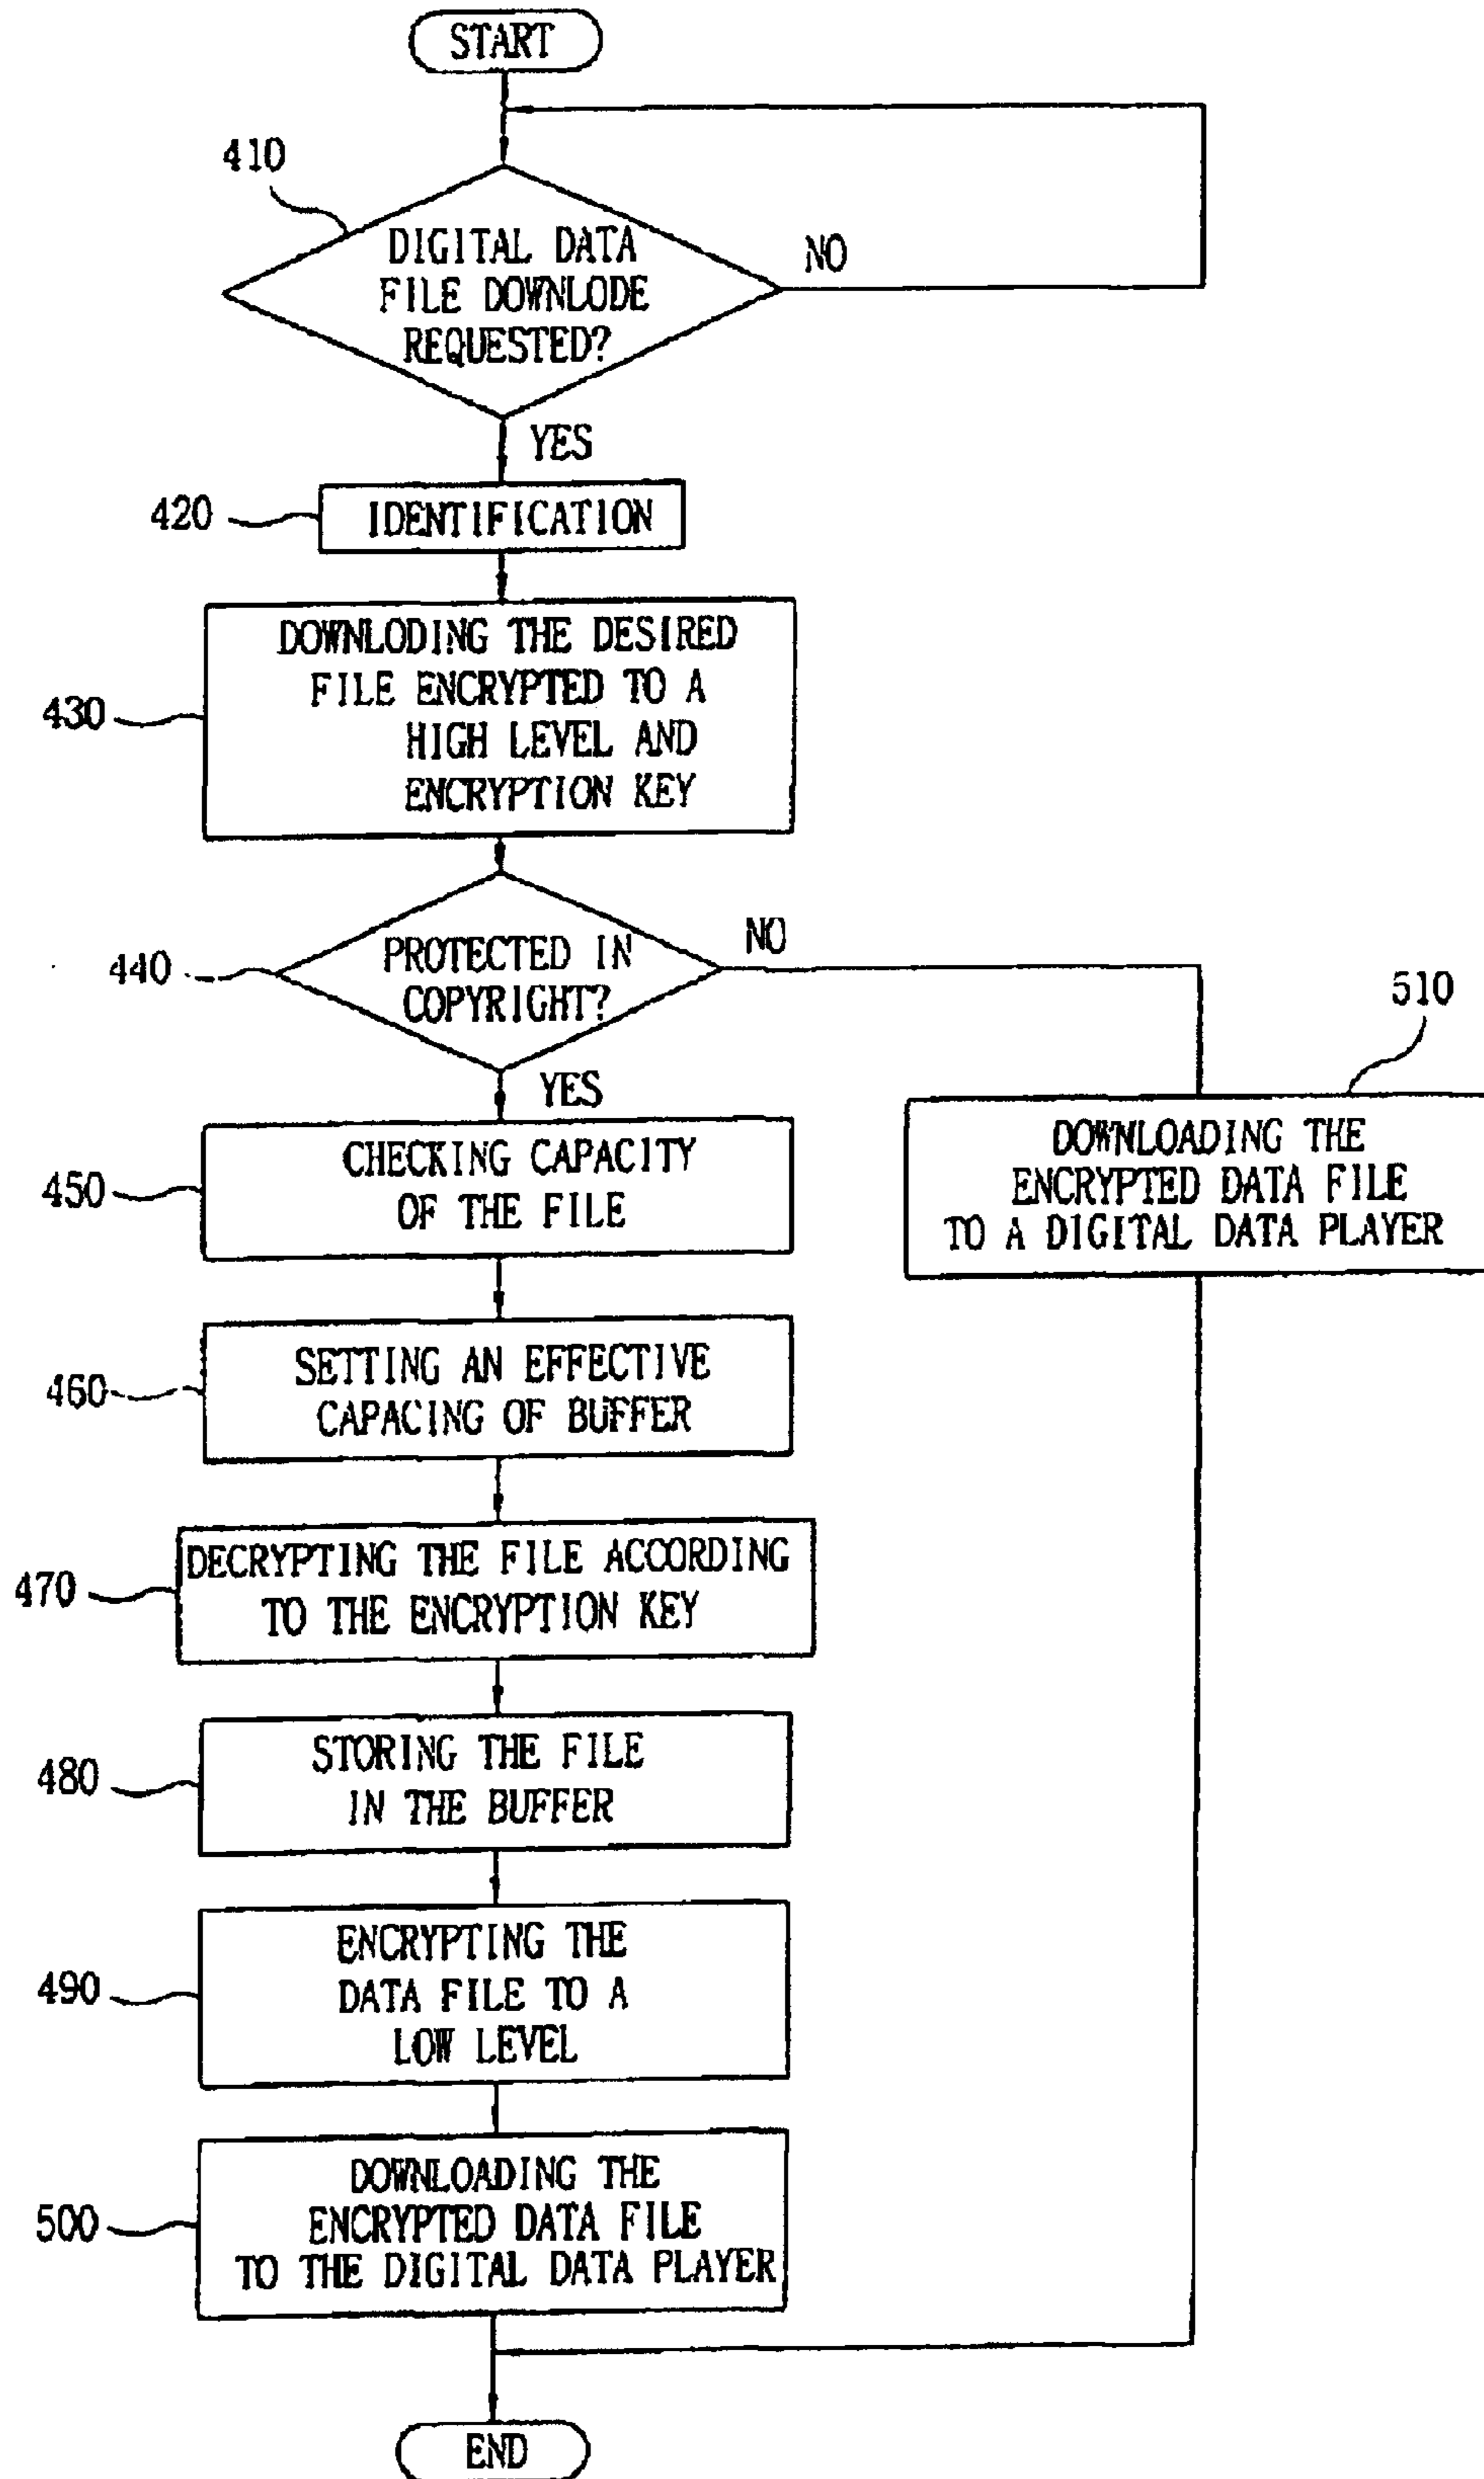 START
410
DIGITAL DATA
FILE DOWNLODE
REQUESTED?
NO
YES
420
IDENTIFICATION
430
DOWNLODING THE DESIRED
FILE ENCRYPTED TO A
HIGH LEVEL AND
ENCRYPTION KEY
440
PROTECTED IN
COPYRIGHT?
NO
YES
510
DOWNLOADING THE
ENCRYPTED DATA FILE
TO A DIGITAL DATA PLAYER
450
CHECKING CAPACITY
OF THE FILE
460
SETTING AN EFFECTIVE
CAPACING OF BUFFER
470
DECRYPTING THE FILE ACCORDING
TO THE ENCRYPTION KEY
480
STORING THE FILE
IN THE BUFFER
490
ENCRYPTING THE
DATA FILE TO A
LOW LEVEL
500
DOWNLOADING THE
ENCRYPTED DATA FILE
TO THE DIGITAL DATA PLAYER
END